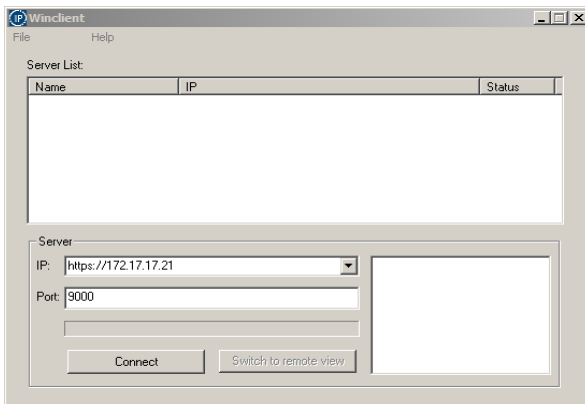 IP Winclient
File Help
Server List:
Name IP Status
Server
IP: https://172.17.17.21
Port: 9000
Connect Switch to remote view